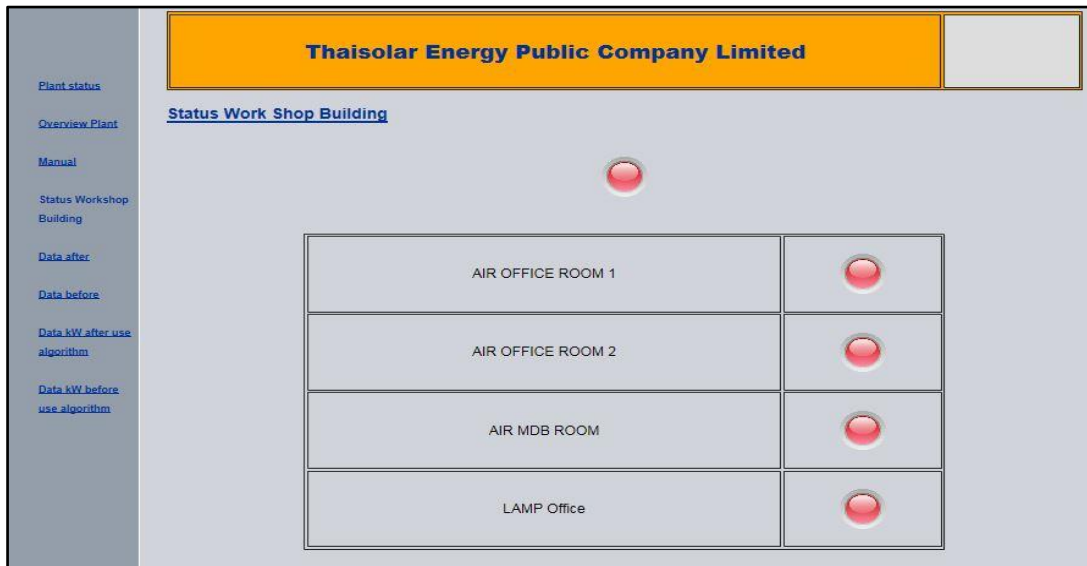 Thaisolar Energy Public Company Limited
Plant status
Overview Plant
Manual
Status Workshop
Building
Data after
Data before
Data kW after use
algorithm
Data kW before
use algorithm
Status Work Shop Building
AIR OFFICE ROOM 1
AIR OFFICE ROOM 2
AIR MDB ROOM
LAMP Office